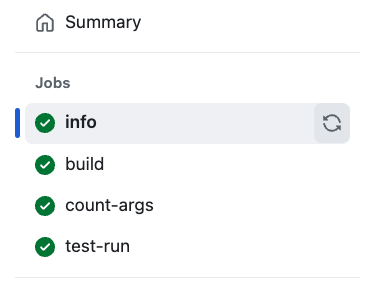 Summary
Jobs
info
build
count-args
test-run